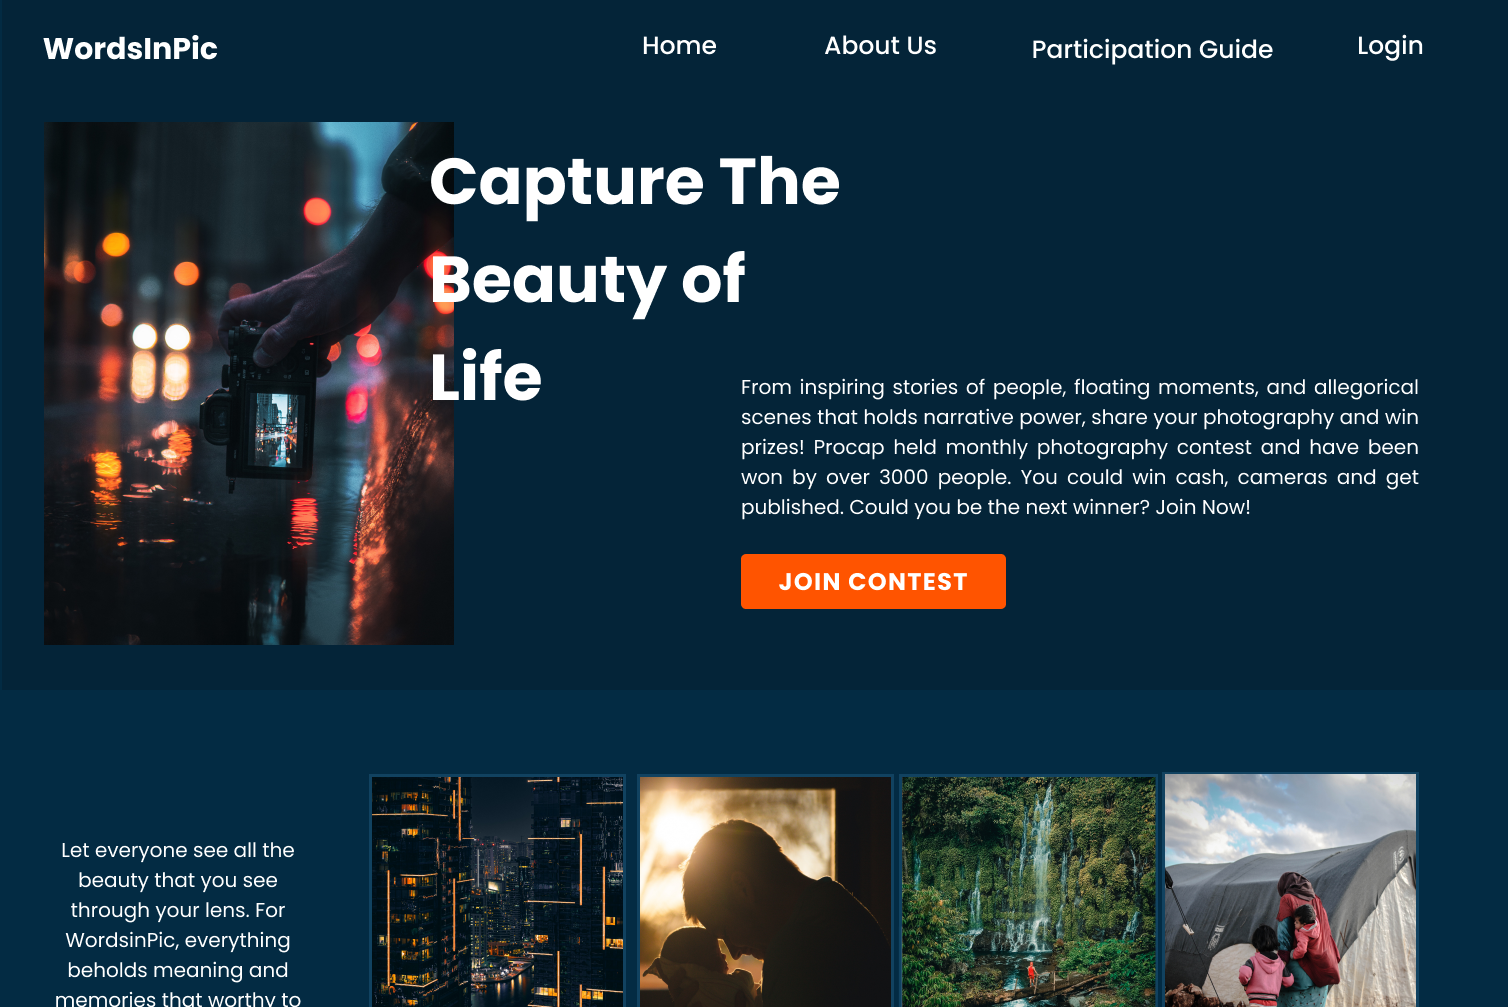 WordsInPic
Home
About Us
Participation Guide
Login
Capture The
Beauty of
Life
From inspiring stories of people, floating moments, and allegorical
scenes that holds narrative power, share your photography and win
prizes! Procap held monthly photography contest and have been
won by over 3000 people. You could win cash, cameras and get
published. Could you be the next winner? Join Now!
JOIN CONTEST
Let everyone see all the
beauty that you see
through your lens. For
WordsinPic, everything
beholds meaning and
memories that worthy to